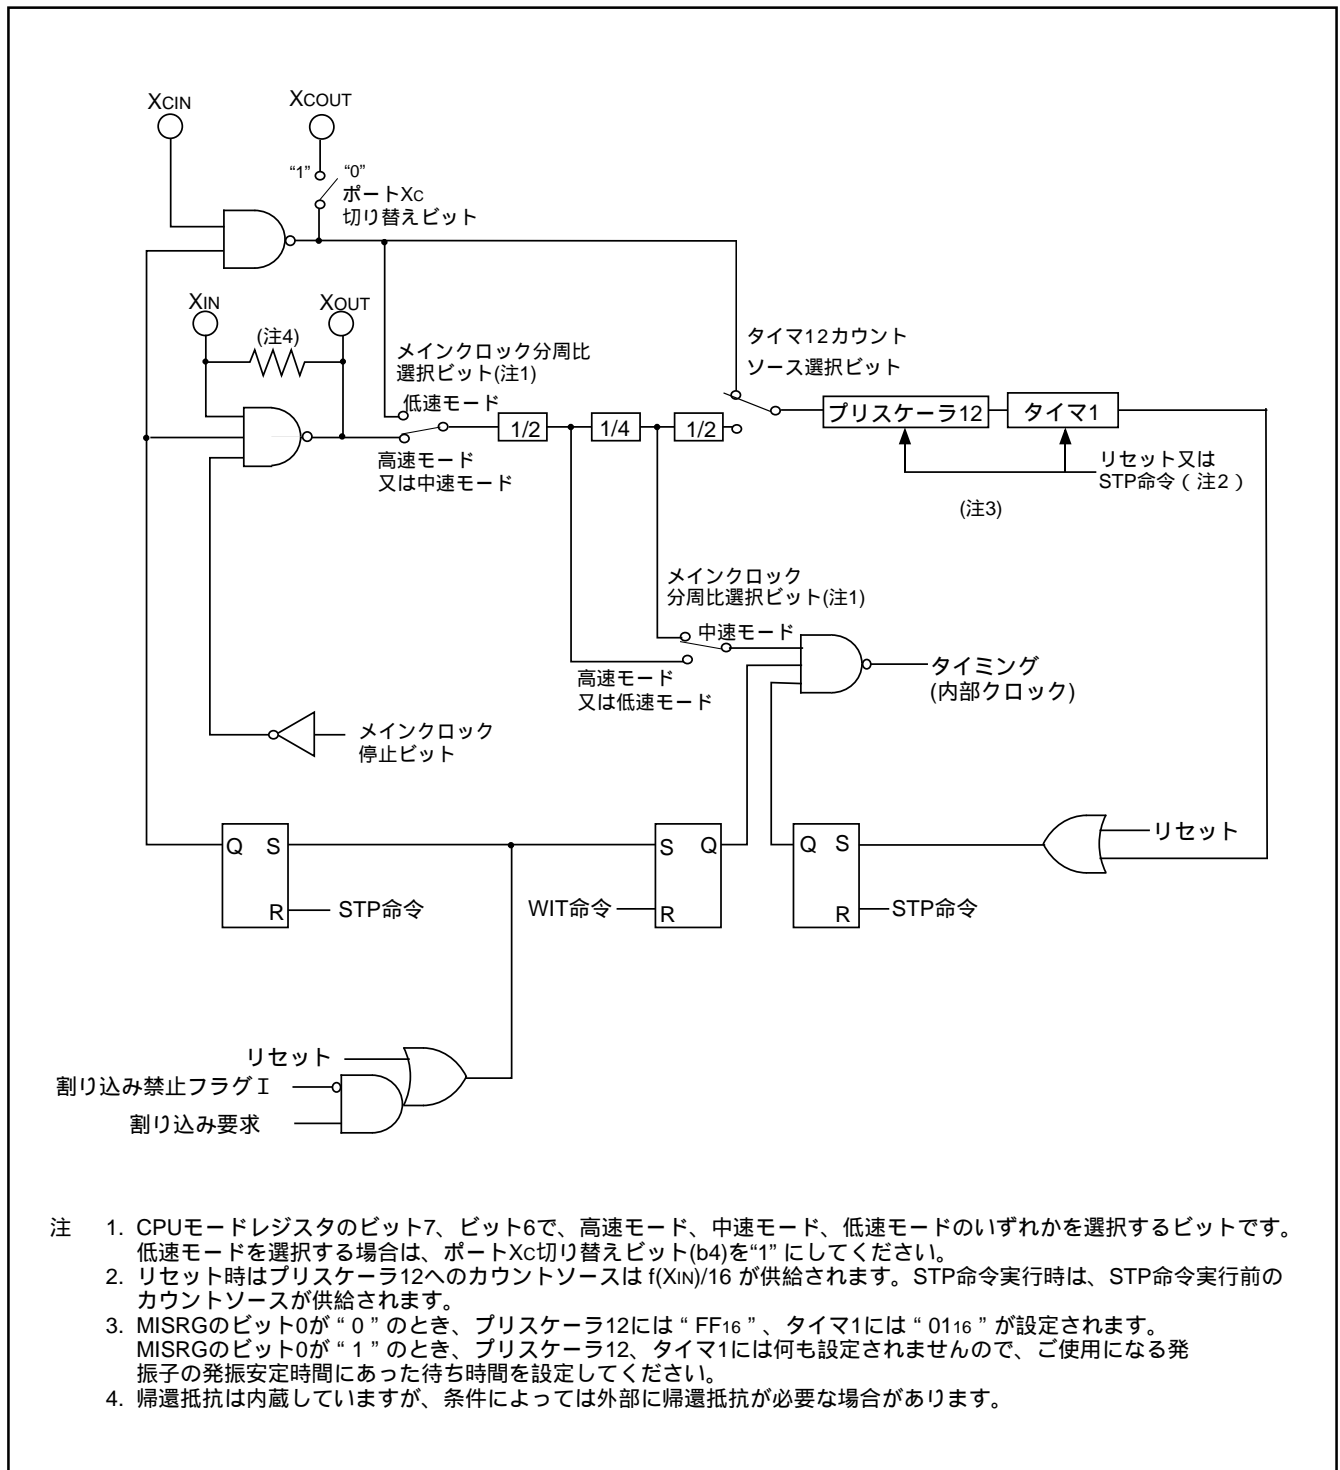 XCIN
XCOUT
“1” “0”
ポートXC
切り替えビット
XIN
XOUT
(注4)
メインクロック分周比
選択ビット(注1)
低速モード
高速モード
又は中速モード
1/2
1/4
1/2
タイマ12カウント
ソース選択ビット
プリスケーラ12
タイマ1
リセット又は
STP命令(注2)
(注3)
メインクロック
分周比選択ビット(注1)
中速モード
高速モード
又は低速モード
タイミング
(内部クロック)
メインクロック
停止ビット
Q S
R
STP命令
S Q
R
WIT命令
Q S
R
STP命令
リセット
リセット
割り込み禁止フラグI
割り込み要求
注 1. CPUモードレジスタのビット7、ビット6で、高速モード、中速モード、低速モードのいずれかを選択するビットです。
低速モードを選択する場合は、ポートXC切り替えビット(b4)を“1” にしてください。
2. リセット時はプリスケーラ12へのカウントソースは f(XIN)/16 が供給されます。STP命令実行時は、STP命令実行前の
カウントソースが供給されます。
3. MISRGのビット0が “ 0 ” のとき、プリスケーラ12には “ FF16 ” 、タイマ1には “ 0116 ” が設定されます。
MISRGのビット0が “ 1 ” のとき、プリスケーラ12、タイマ1には何も設定されませんので、ご使用になる発
振子の発振安定時間にあった待ち時間を設定してください。
4. 帰還抵抗は内蔵していますが、条件によっては外部に帰還抵抗が必要な場合があります。